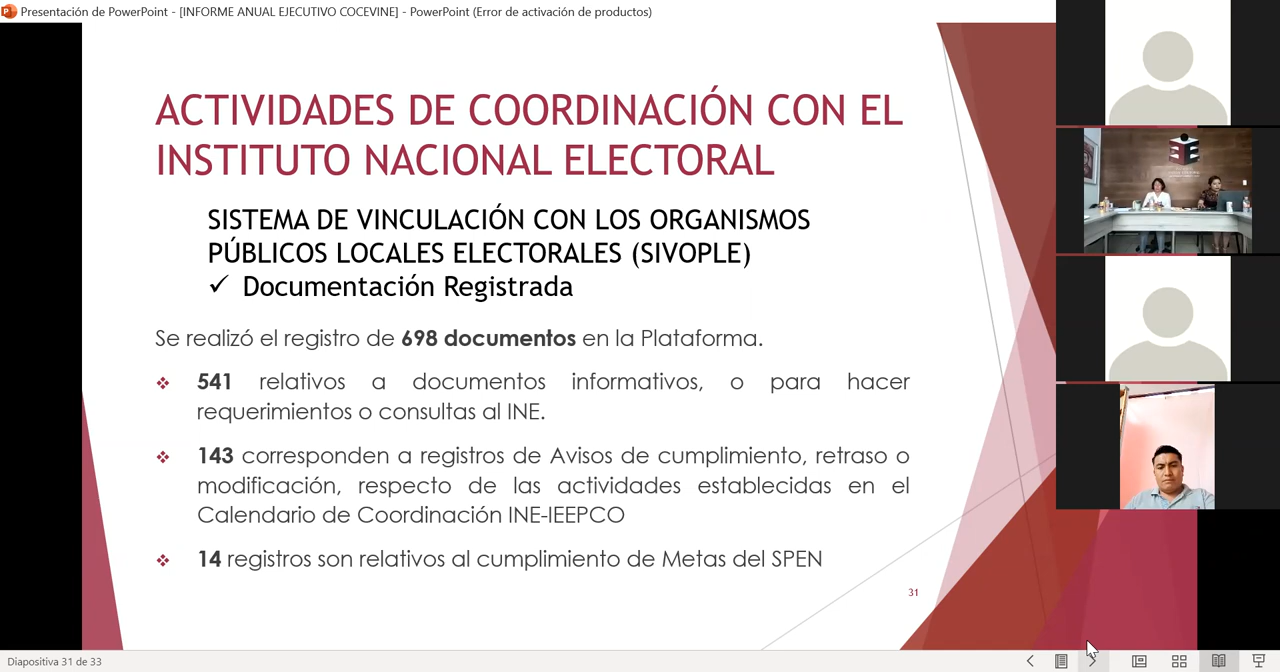 Presentación de PowerPoint - [INFORME ANUAL EJECUTIVO COCEVINE] - PowerPoint (Error de activación de productos)
ACTIVIDADES DE COORDINACIÓN CON EL
INSTITUTO NACIONAL ELECTORAL
SISTEMA DE VINCULACIÓN CON LOS ORGANISMOS
PÚBLICOS LOCALES ELECTORALES (SIVOPLE)
✓ Documentación Registrada
Se realizó el registro de 698 documentos en la Plataforma.
❖ 541 relativos a documentos informativos, o para hacer
requerimientos o consultas al INE.
❖ 143 corresponden a registros de Avisos de cumplimiento, retraso o
modificación, respecto de las actividades establecidas en el
Calendario de Coordinación INE-IEEPCO
❖ 14 registros son relativos al cumplimiento de Metas del SPEN
31
Diapositiva 31 de 33